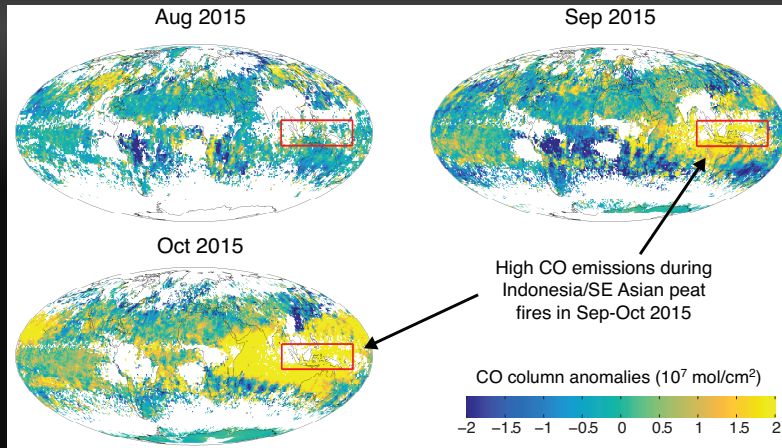 Aug 2015
Sep 2015
Oct 2015
High CO emissions during
Indonesia/SE Asian peat
fires in Sep-Oct 2015
CO column anomalies (10⁷ mol/cm²)
−2 −1.5 −1 −0.5 0 0.5 1 1.5 2